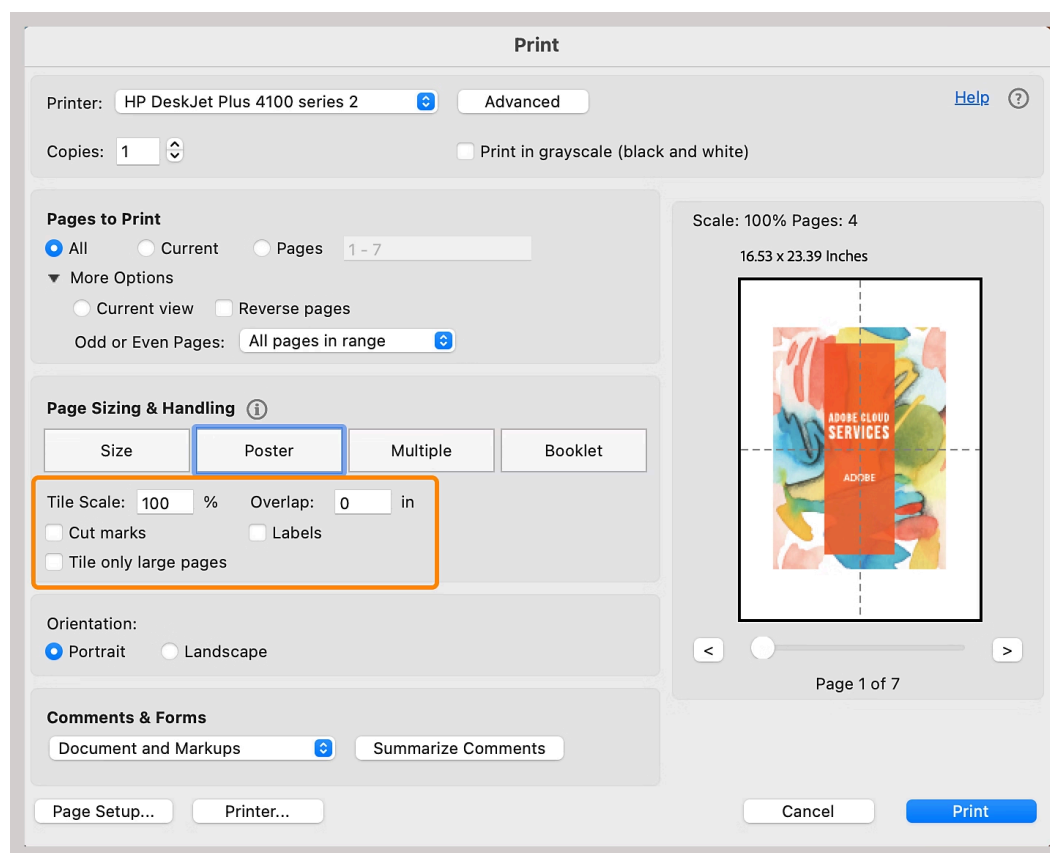 Print
Printer: HP DeskJet Plus 4100 series 2 Advanced Help ?
Copies: 1 Print in grayscale (black and white)
Pages to Print
All Current Pages 1 - 7
More Options
Current view Reverse pages
Odd or Even Pages: All pages in range
Page Sizing & Handling i
Size Poster Multiple Booklet
Tile Scale: 100 % Overlap: 0 in
Cut marks Labels
Tile only large pages
Orientation:
Portrait Landscape
Comments & Forms
Document and Markups Summarize Comments
Page Setup... Printer...
Scale: 100% Pages: 4
16.53 x 23.39 Inches
ADOBE CLOUD
SERVICES
ADOBE
< >
Page 1 of 7
Cancel Print